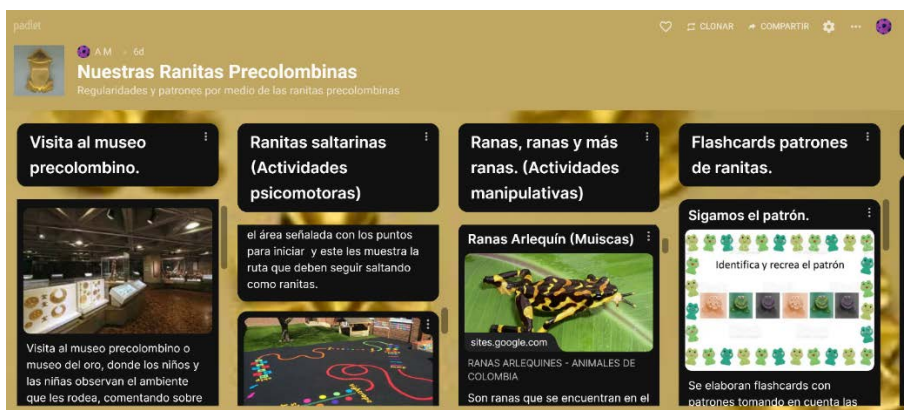 padlet
CLONAR
COMPARTIR
A M
6d
Nuestras Ranitas Precolombinas
Regularidades y patrones por medio de las ranitas precolombinas
Visita al museo
precolombino.
Visita al museo precolombino o
museo del oro, donde los niños y
las niñas observan el ambiente
que les rodea, comentando sobre
Ranitas saltarinas
(Actividades
psicomotoras)
el área señalada con los puntos
para iniciar y este les muestra la
ruta que deben seguir saltando
como ranitas.
Ranas, ranas y más
ranas. (Actividades
manipulativas)
Ranas Arlequín (Muiscas)
sites.google.com
RANAS ARLEQUINES - ANIMALES DE
COLOMBIA
Son ranas que se encuentran en el
Flashcards patrones
de ranitas.
Sigamos el patrón.
Identifica y recrea el patrón
Se elaboran flashcards con
patrones tomando en cuenta las